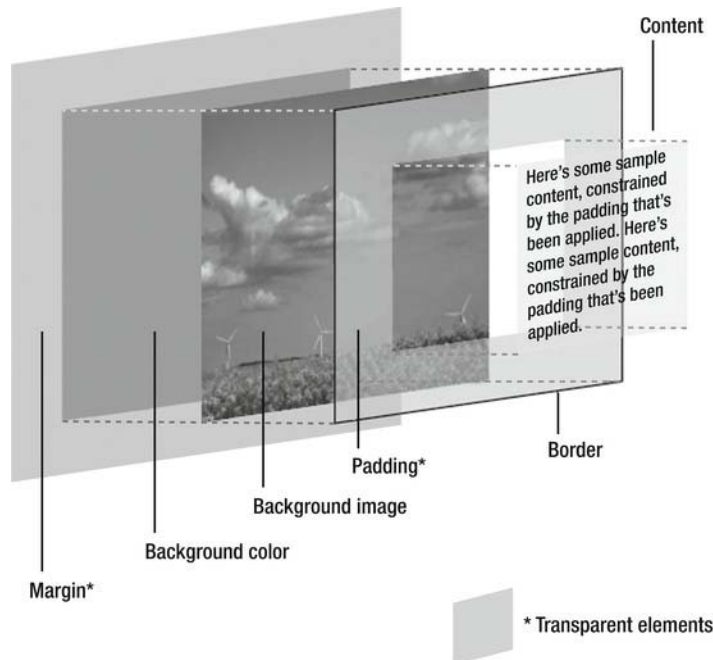 Content
Here's some sample
content, constrained
by the padding that's
been applied. Here's
some sample content,
constrained by the
padding that's been
applied.
Border
Padding*
Background image
Background color
Margin*
* Transparent elements